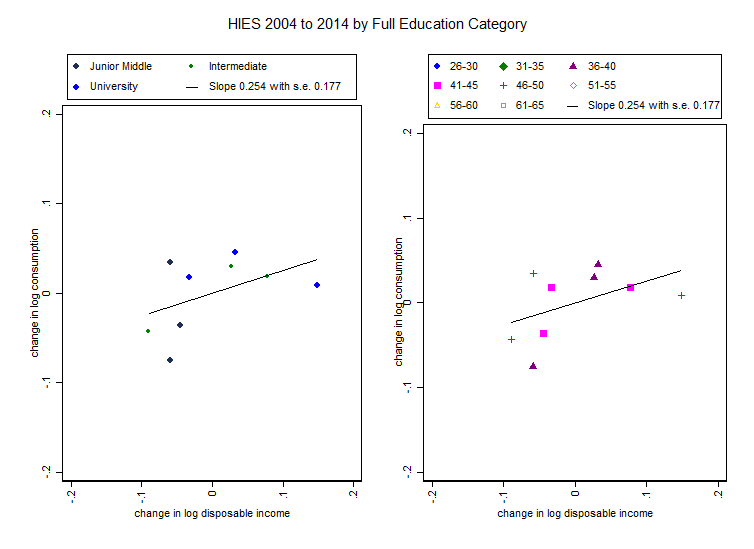 HIES 2004 to 2014 by Full Education Category
Junior Middle Intermediate
University Slope 0.254 with s.e. 0.177
.2
.1
0
-.1
-.2
change in log consumption
-.2 -.1 0 .1 .2
change in log disposable income
26-30 31-35 36-40
41-45 46-50 51-55
56-60 61-65 Slope 0.254 with s.e. 0.177
.2
.1
0
-.1
-.2
change in log consumption
-.2 -.1 0 .1 .2
change in log disposable income